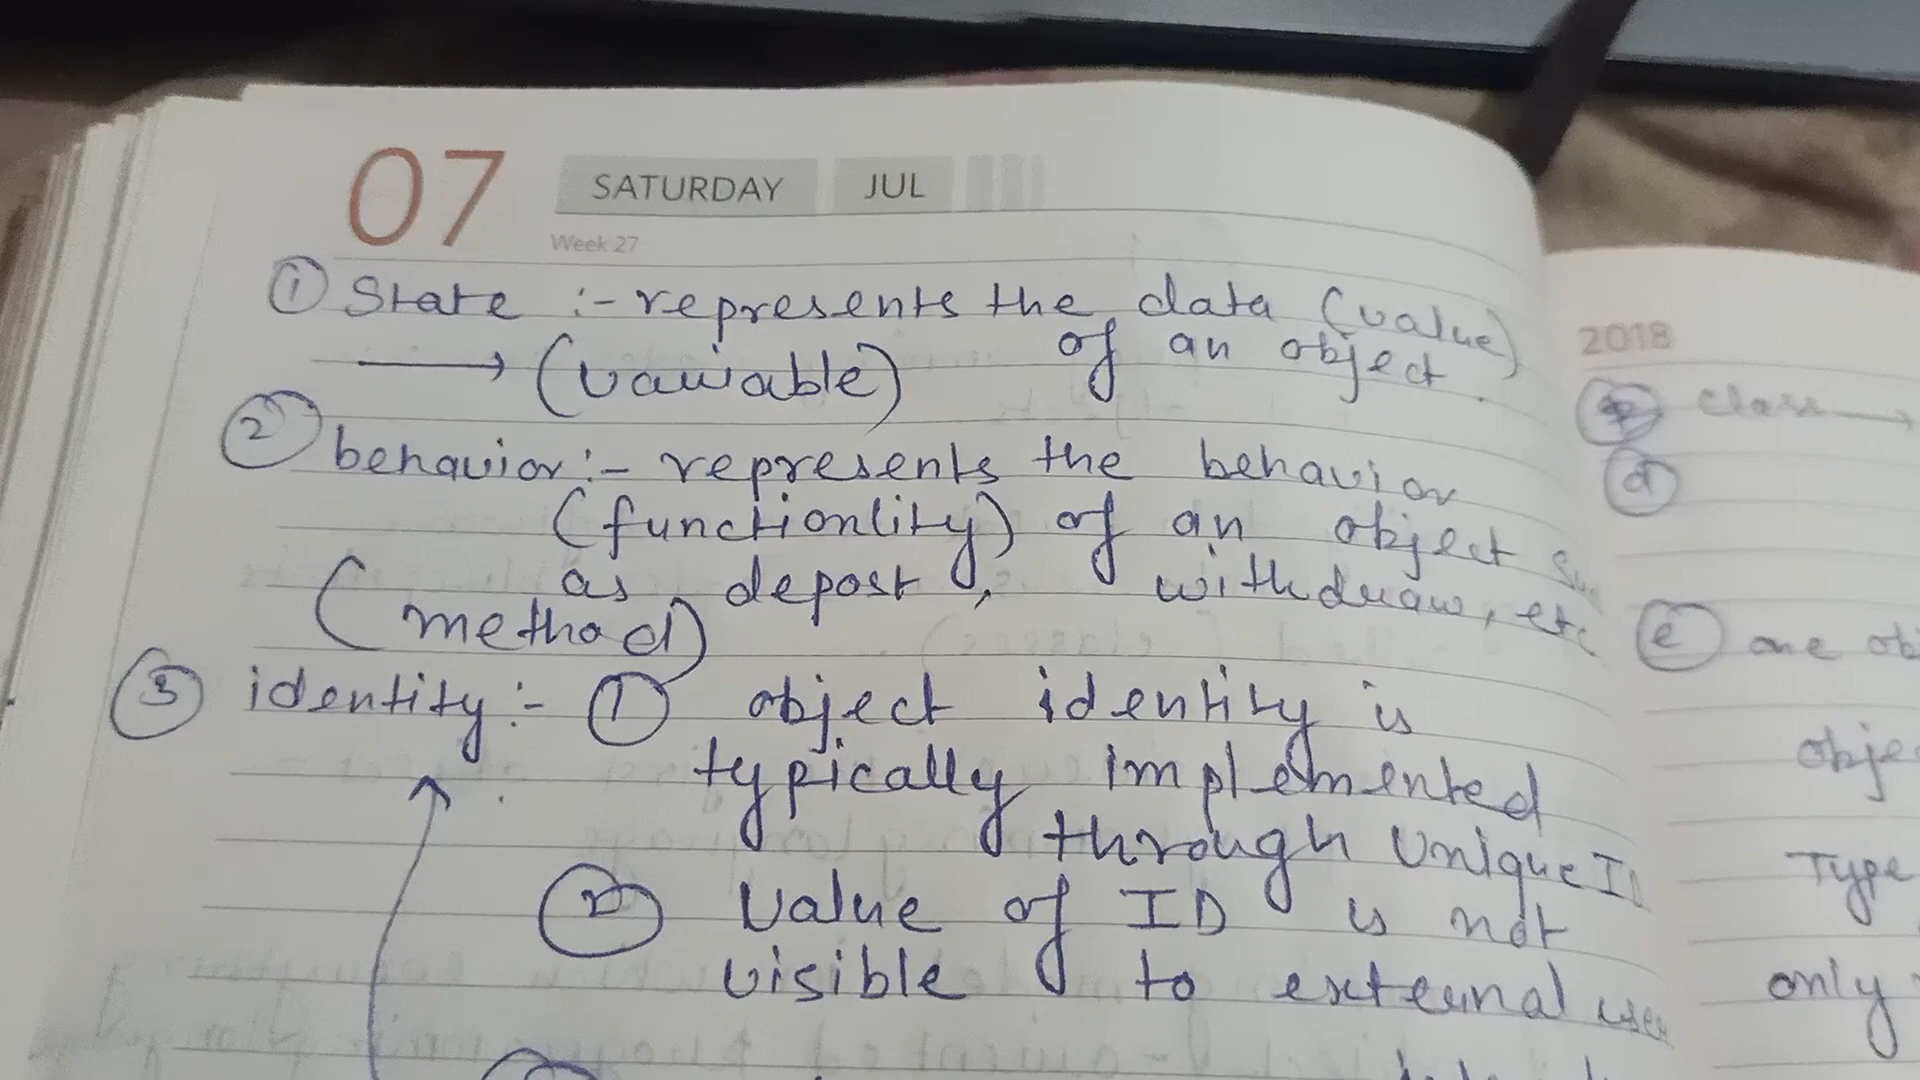 07 SATURDAY JUL
Week 27
① State :- represents the data (value)
→ (variable) of an object.
② behavior :- represents the behavior
(functionlity) of an object
as depost, withdraw, etc
(method)
③ identity :- ① object identity is
typically implemented
through Unique
② Value of ID is not
visible to external user
2018
class →
d
e one
only
Type